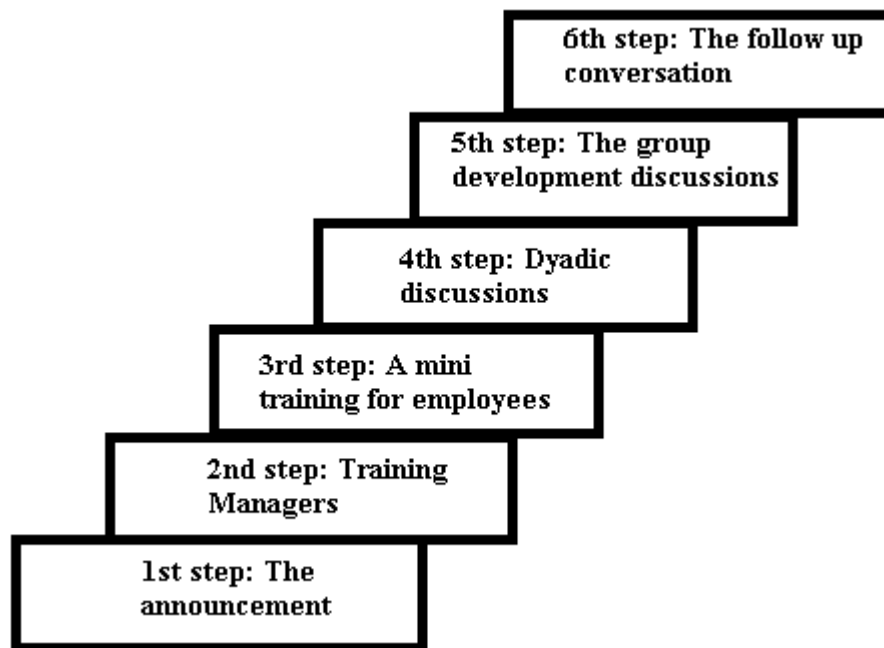 6th step: The follow up
conversation
5th step: The group
development discussions
4th step: Dyadic
discussions
3rd step: A mini
training for employees
2nd step: Training
Managers
1st step: The
announcement